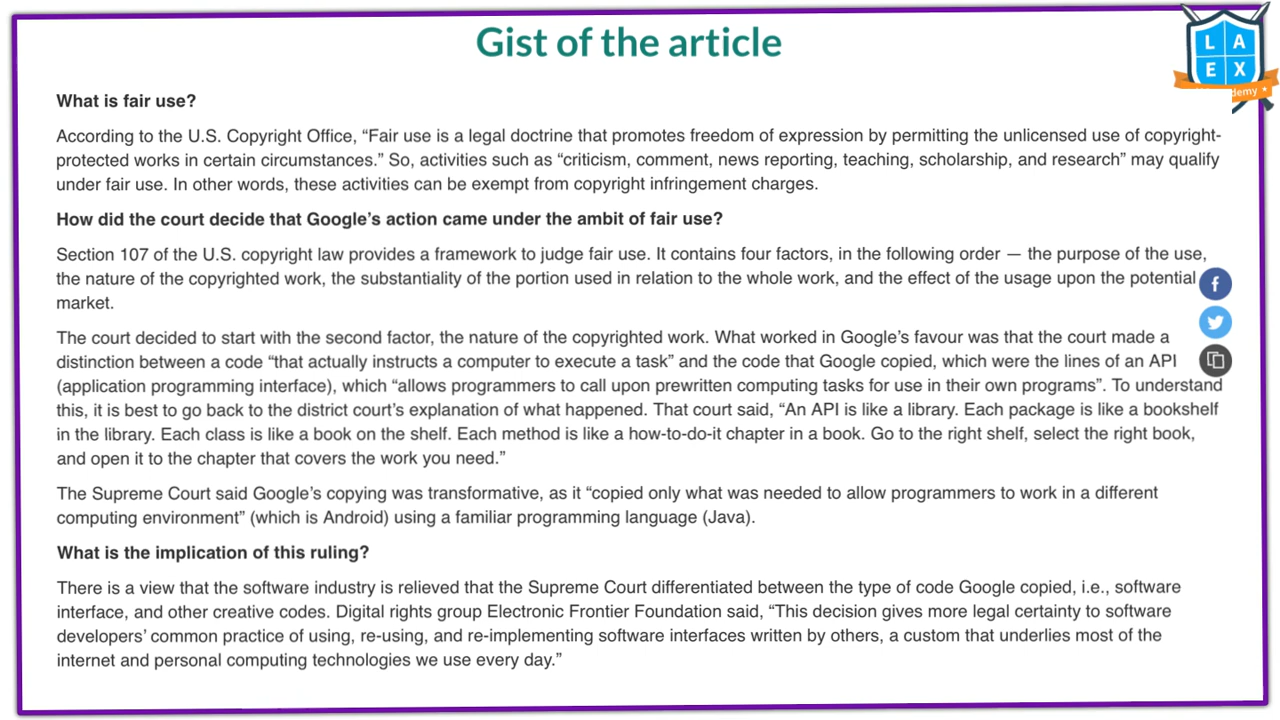 Gist of the article
L A
E X
demy
What is fair use?
According to the U.S. Copyright Office, “Fair use is a legal doctrine that promotes freedom of expression by permitting the unlicensed use of copyright-
protected works in certain circumstances.” So, activities such as “criticism, comment, news reporting, teaching, scholarship, and research” may qualify
under fair use. In other words, these activities can be exempt from copyright infringement charges.
How did the court decide that Google’s action came under the ambit of fair use?
Section 107 of the U.S. copyright law provides a framework to judge fair use. It contains four factors, in the following order — the purpose of the use,
the nature of the copyrighted work, the substantiality of the portion used in relation to the whole work, and the effect of the usage upon the potential
market.
The court decided to start with the second factor, the nature of the copyrighted work. What worked in Google’s favour was that the court made a
distinction between a code “that actually instructs a computer to execute a task” and the code that Google copied, which were the lines of an API
(application programming interface), which “allows programmers to call upon prewritten computing tasks for use in their own programs”. To understand
this, it is best to go back to the district court’s explanation of what happened. That court said, “An API is like a library. Each package is like a bookshelf
in the library. Each class is like a book on the shelf. Each method is like a how-to-do-it chapter in a book. Go to the right shelf, select the right book,
and open it to the chapter that covers the work you need.”
The Supreme Court said Google’s copying was transformative, as it “copied only what was needed to allow programmers to work in a different
computing environment” (which is Android) using a familiar programming language (Java).
What is the implication of this ruling?
There is a view that the software industry is relieved that the Supreme Court differentiated between the type of code Google copied, i.e., software
interface, and other creative codes. Digital rights group Electronic Frontier Foundation said, “This decision gives more legal certainty to software
developers’ common practice of using, re-using, and re-implementing software interfaces written by others, a custom that underlies most of the
internet and personal computing technologies we use every day.”